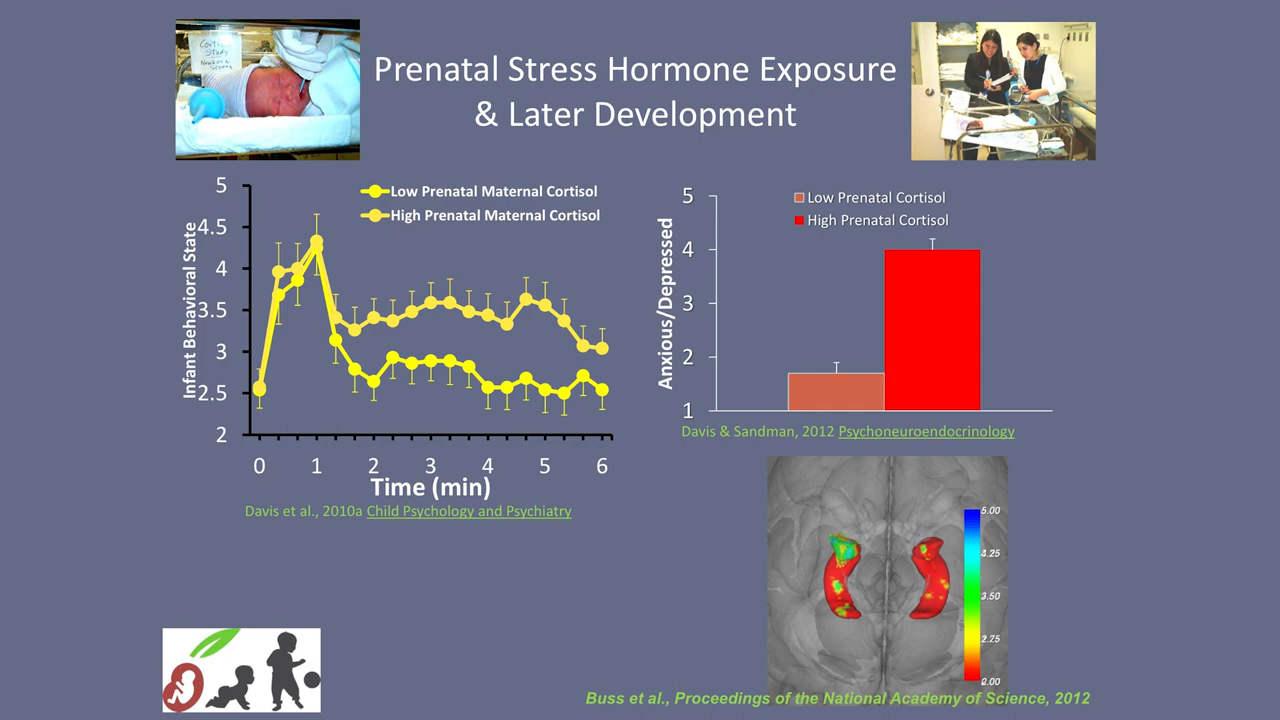 Corti
Study
Prenatal Stress Hormone Exposure
& Later Development
Low Prenatal Maternal Cortisol
High Prenatal Maternal Cortisol
Infant Behavioral State
5
4.5
4
3.5
3
2.5
2
0 1 2 3 4 5 6
Time (min)
Davis et al., 2010a Child Psychology and Psychiatry
Low Prenatal Cortisol
High Prenatal Cortisol
Anxious/Depressed
5
4
3
2
1
Davis & Sandman, 2012 Psychoneuroendocrinology
5.00
4.25
3.50
2.75
2.00
Buss et al., Proceedings of the National Academy of Science, 2012